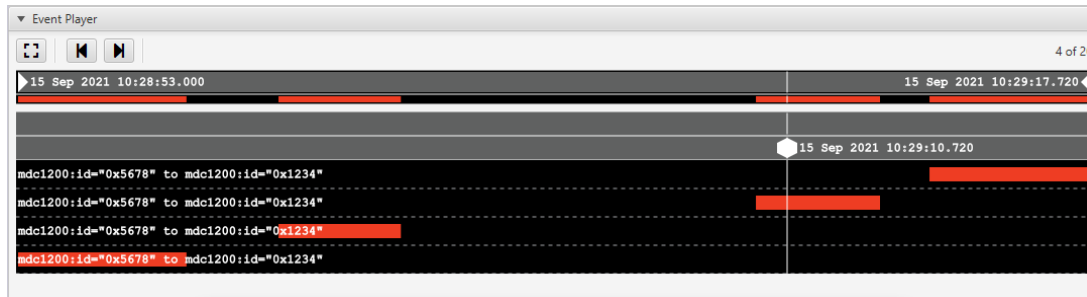 Event Player
4 of 2
15 Sep 2021 10:28:53.000 15 Sep 2021 10:29:17.720
15 Sep 2021 10:29:10.720
mdc1200:id="0x5678" to mdc1200:id="0x1234"
mdc1200:id="0x5678" to mdc1200:id="0x1234"
mdc1200:id="0x5678" to mdc1200:id="0x1234"
mdc1200:id="0x5678" to mdc1200:id="0x1234"